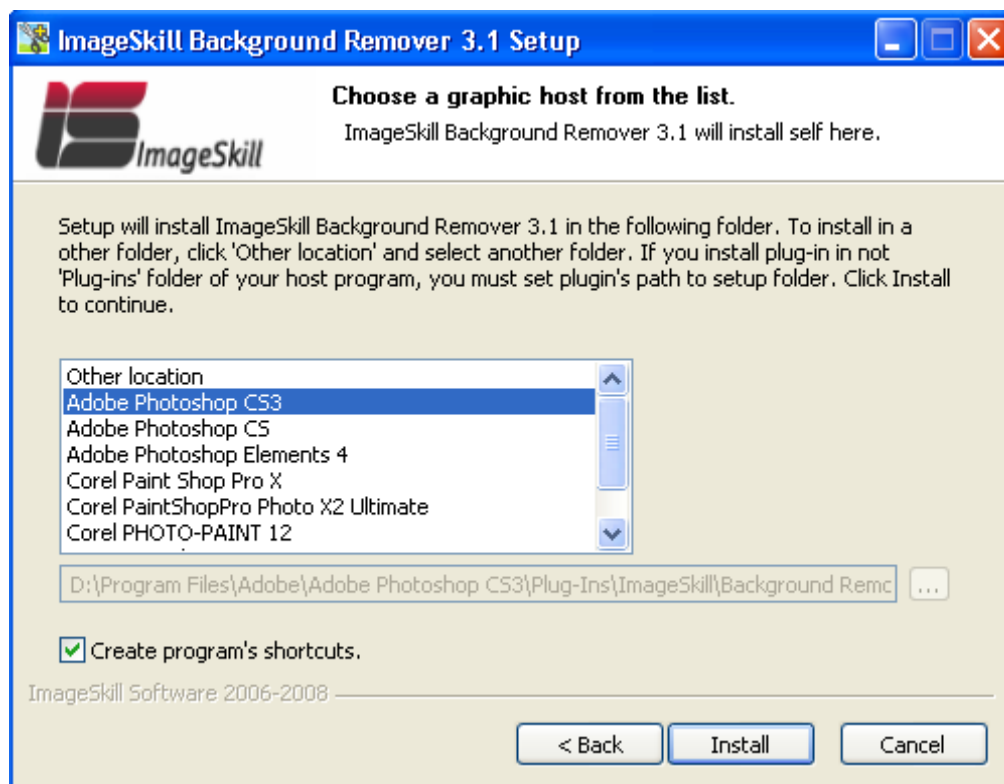 ImageSkill Background Remover 3.1 Setup
ImageSkill
Choose a graphic host from the list.
ImageSkill Background Remover 3.1 will install self here.
Setup will install ImageSkill Background Remover 3.1 in the following folder. To install in a
other folder, click 'Other location' and select another folder. If you install plug-in in not
'Plug-ins' folder of your host program, you must set plugin's path to setup folder. Click Install
to continue.
Other location
Adobe Photoshop CS3
Adobe Photoshop CS
Adobe Photoshop Elements 4
Corel Paint Shop Pro X
Corel PaintShopPro Photo X2 Ultimate
Corel PHOTO-PAINT 12
D:\Program Files\Adobe\Adobe Photoshop CS3\Plug-Ins\ImageSkill\Background Remc
...
Create program's shortcuts.
ImageSkill Software 2006-2008
< Back
Install
Cancel